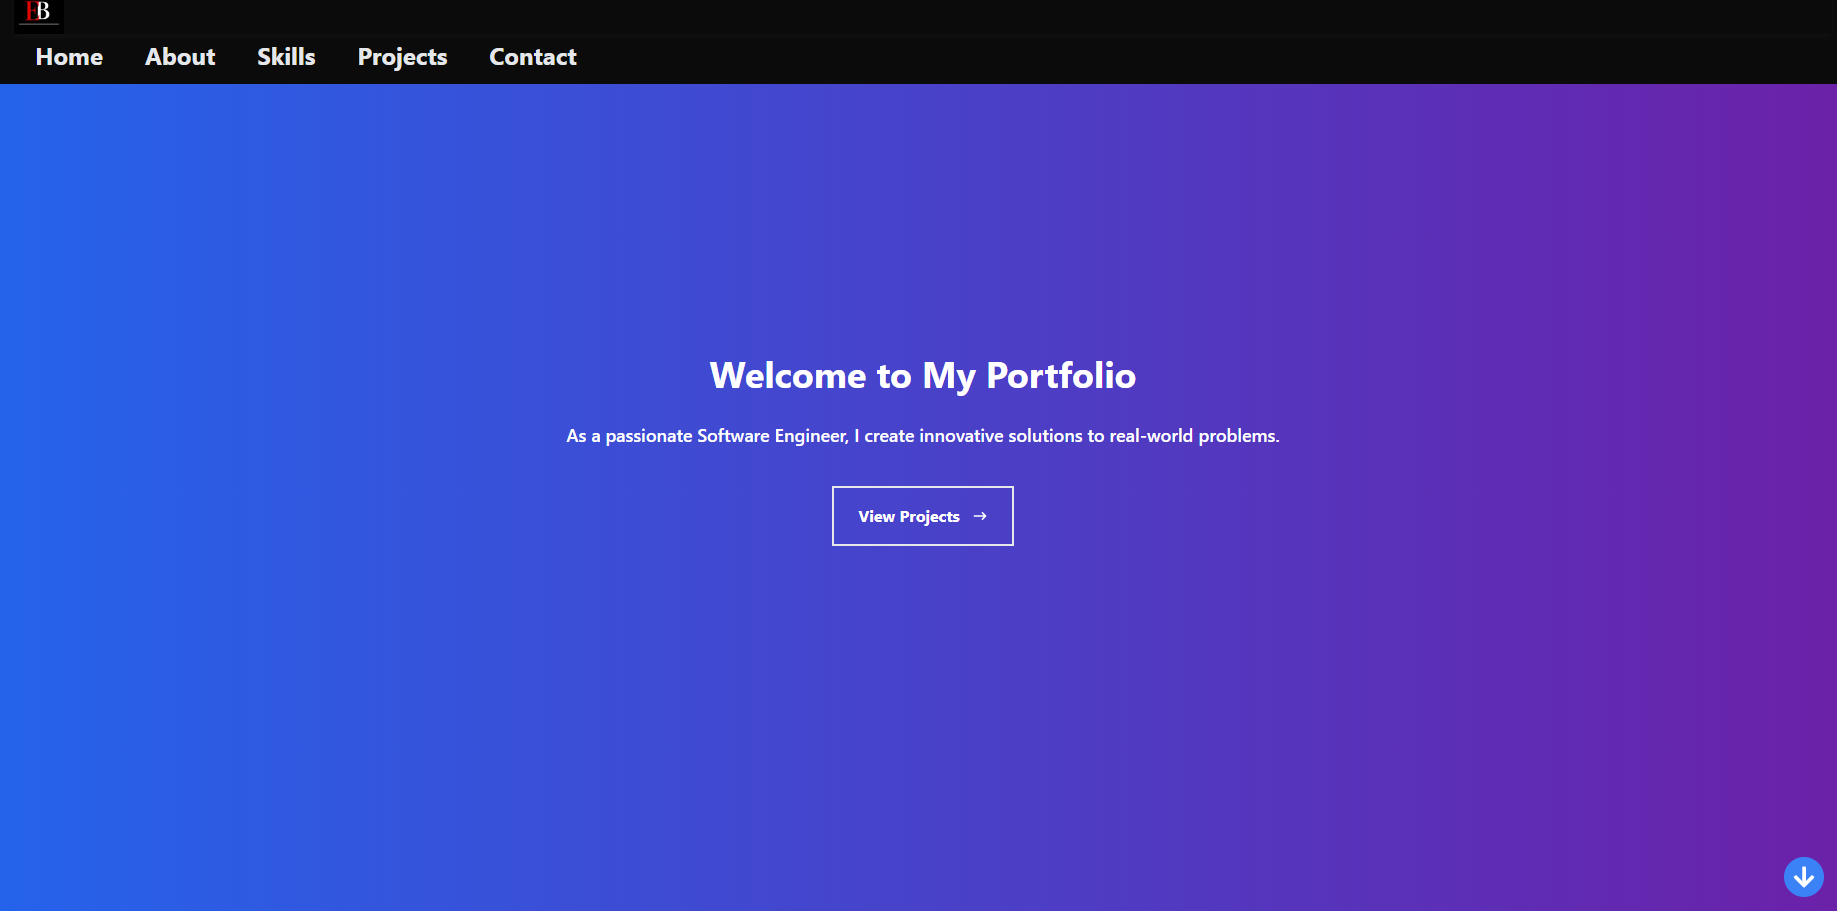 EB
Home About Skills Projects Contact
Welcome to My Portfolio
As a passionate Software Engineer, I create innovative solutions to real-world problems.
View Projects →